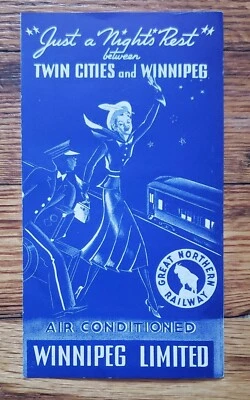 Just a Night's Rest
between
TWIN CITIES and WINNIPEG
GREAT NORTHERN
RAILWAY
AIR CONDITIONED
WINNIPEG LIMITED